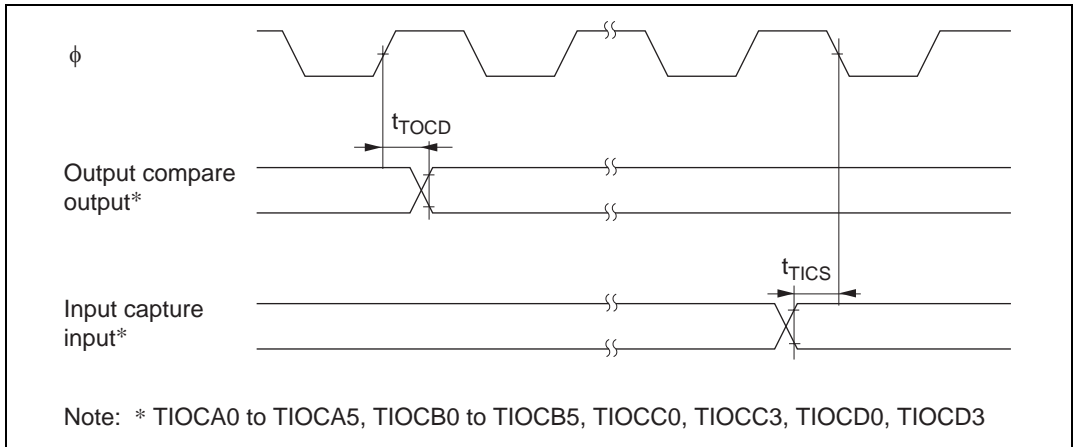 ϕ
tTOCD
Output compare
output*
tTICS
Input capture
input*
Note: * TIOCA0 to TIOCA5, TIOCB0 to TIOCB5, TIOCC0, TIOCC3, TIOCD0, TIOCD3